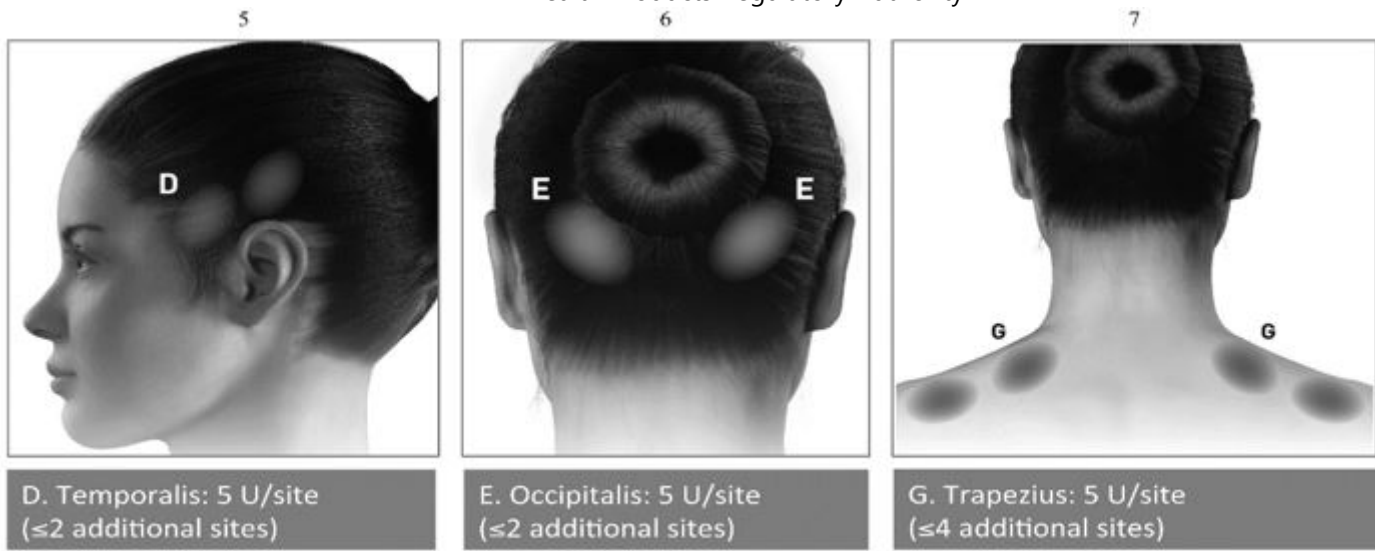 5
6
7
D
E
E
G
G
D. Temporalis: 5 U/site
(≤2 additional sites)
E. Occipitalis: 5 U/site
(≤2 additional sites)
G. Trapezius: 5 U/site
(≤4 additional sites)